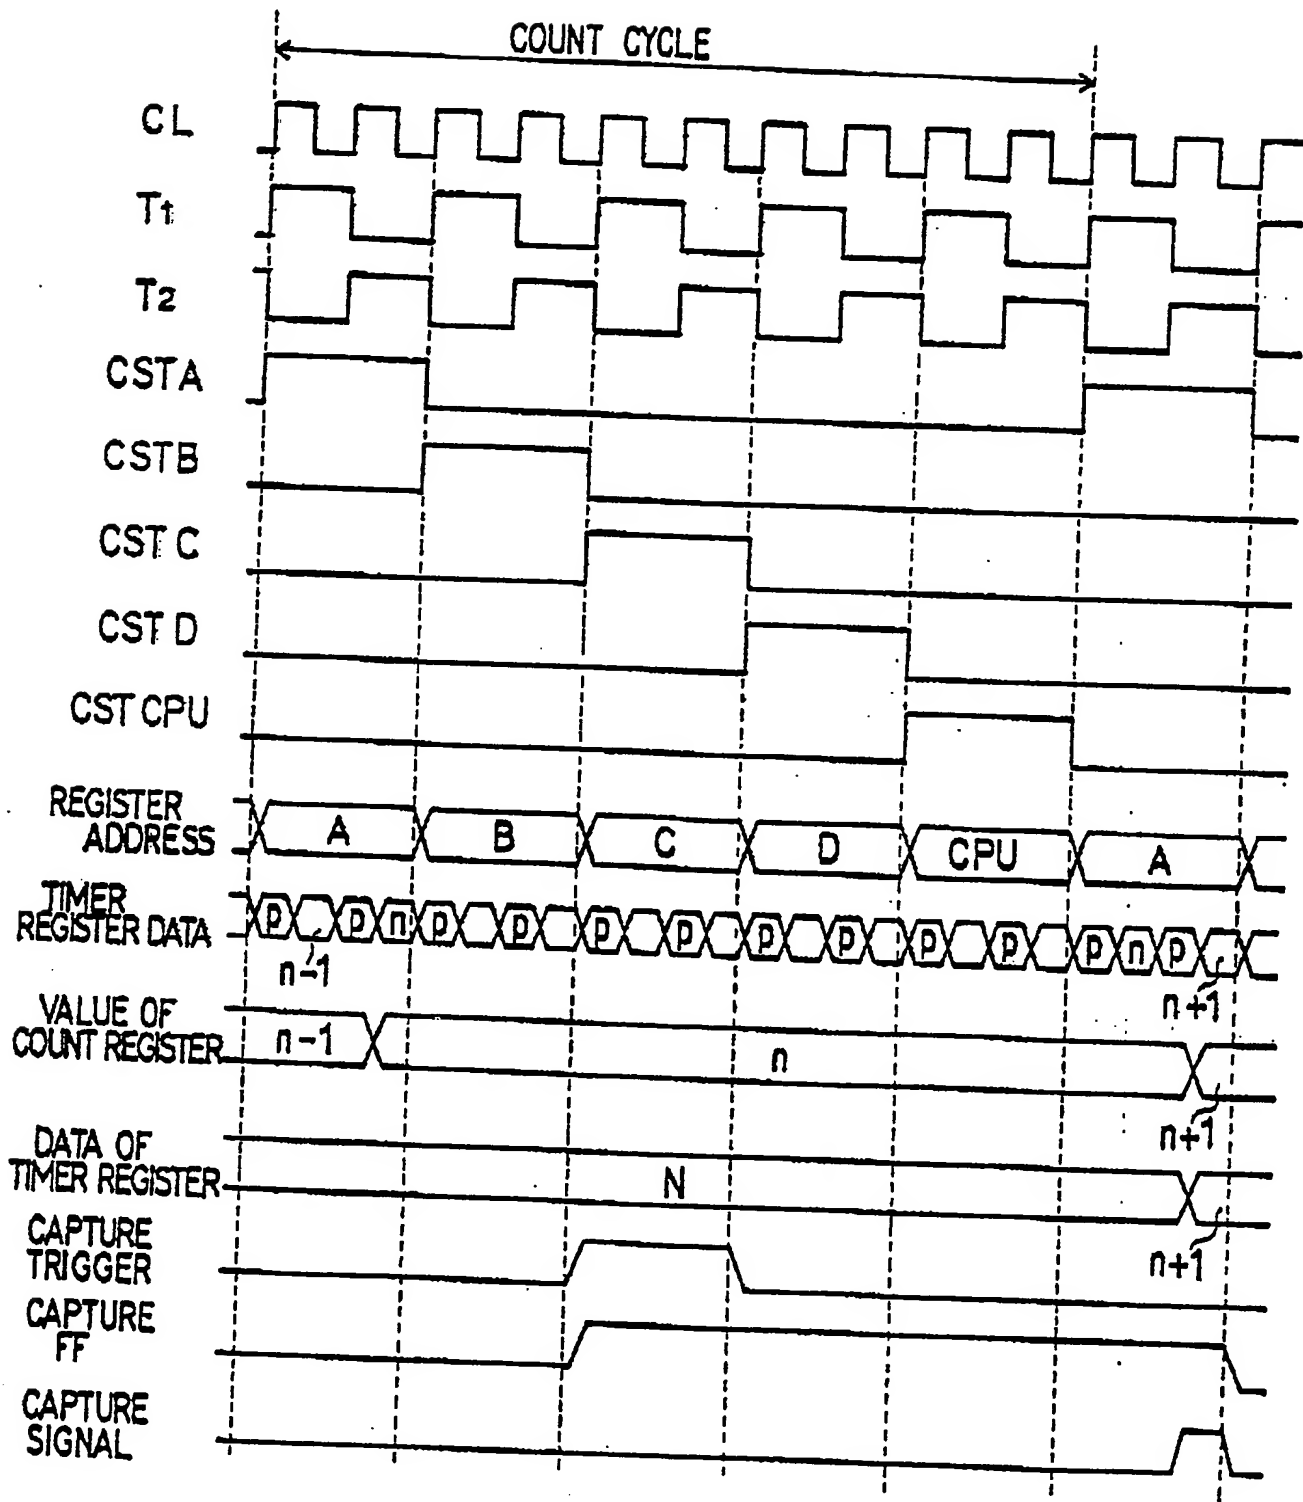 COUNT CYCLE
CL
T1
T2
CSTA
CSTB
CST C
CST D
CST CPU
REGISTER
ADDRESS
A B C D CPU A
TIMER
REGISTER DATA
p p n p p p p p p p p p n p
n-1
n+1
VALUE OF
COUNT REGISTER
n-1 n
n+1
DATA OF
TIMER REGISTER
N
n+1
CAPTURE
TRIGGER
CAPTURE
FF
CAPTURE
SIGNAL